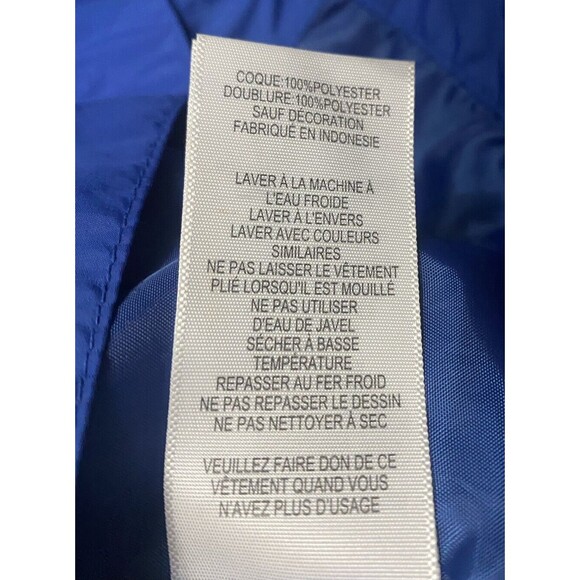 COQUE:100%POLYESTER
DOUBLURE:100%POLYESTER
SAUF DÉCORATION
FABRIQUÉ EN INDONESIE
LAVER À LA MACHINE À
L'EAU FROIDE
LAVER À L'ENVERS
LAVER AVEC COULEURS
SIMILAIRES
NE PAS LAISSER LE VÊTEMENT
PLIÉ LORSQU'IL EST MOUILLÉ
NE PAS UTILISER
D'EAU DE JAVEL
SÉCHER À BASSE
TEMPÉRATURE
REPASSER AU FER FROID
NE PAS REPASSER LE DESSIN
NE PAS NETTOYER À SEC
VEUILLEZ FAIRE DON DE CE
VÊTEMENT QUAND VOUS
N'AVEZ PLUS D'USAGE